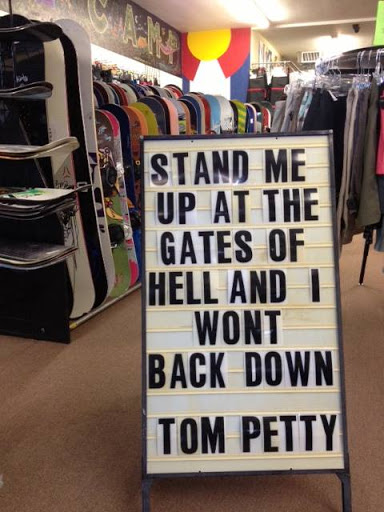 STAND ME
UP AT THE
GATES OF
HELL AND I
WONT
BACK DOWN
TOM PETTY